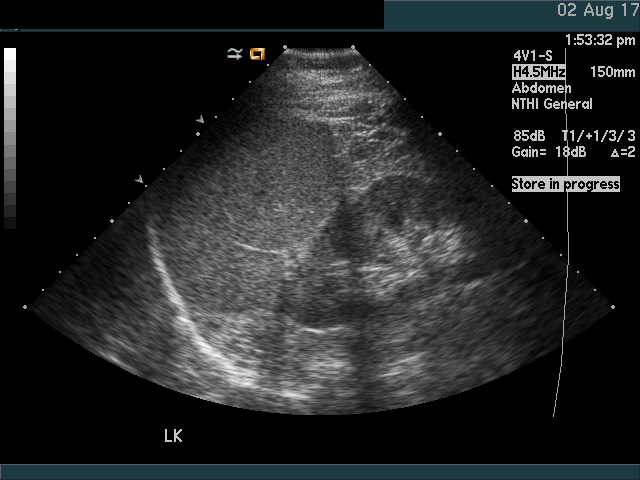 02 Aug 17
1:53:32 pm
4V1-S
H4.5MHz 150mm
Abdomen
NTHI General
85dB T1/+1/3/3
Gain= 18dB Δ=2
Store in progress
LK